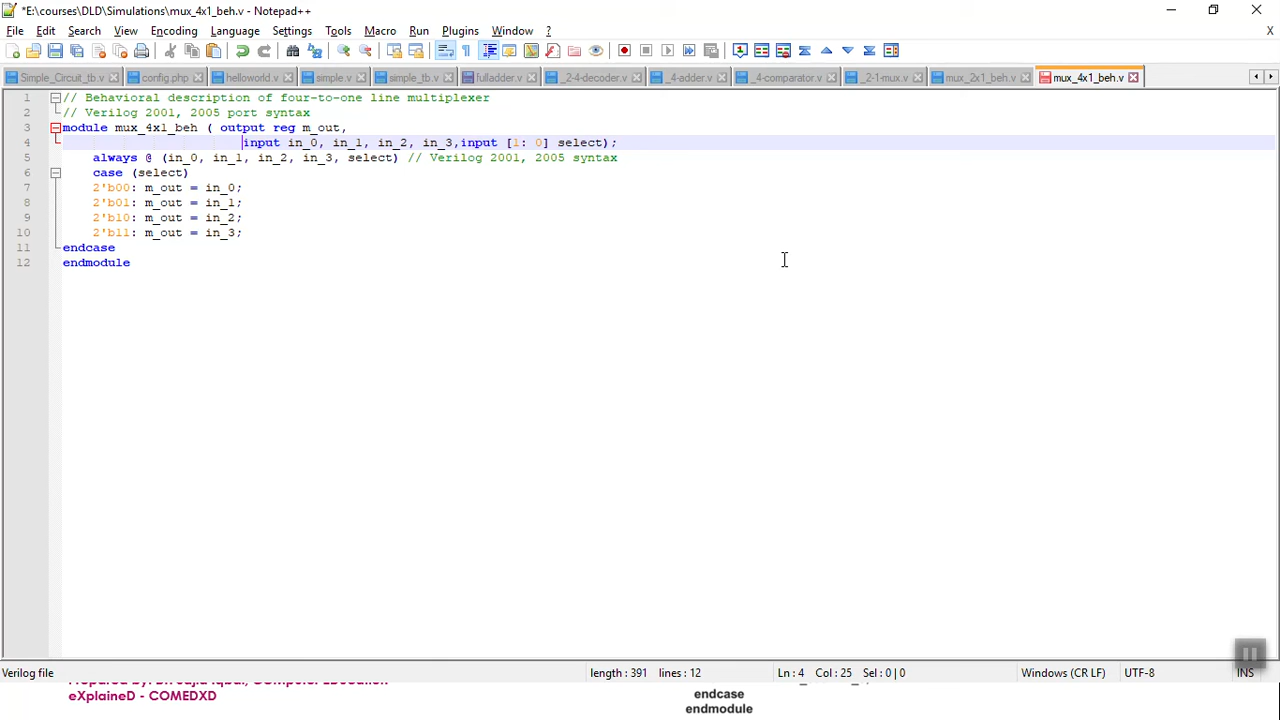 *E:\courses\DLD\Simulations\mux_4x1_beh.v - Notepad++
File Edit Search View Encoding Language Settings Tools Macro Run Plugins Window ? X
Simple_Circuit_tb.v config.php helloworld.v simple.v simple_tb.v fulladder.v _2-4-decoder.v _4-adder.v _4-comparator.v _2-1-mux.v mux_2x1_beh.v mux_4x1_beh.v
1 // Behavioral description of four-to-one line multiplexer
2 // Verilog 2001, 2005 port syntax
3 module mux_4x1_beh ( output reg m_out,
4 input in_0, in_1, in_2, in_3,input [1: 0] select);
5 always @ (in_0, in_1, in_2, in_3, select) // Verilog 2001, 2005 syntax
6 case (select)
7 2'b00: m_out = in_0;
8 2'b01: m_out = in_1;
9 2'b10: m_out = in_2;
10 2'b11: m_out = in_3;
11 endcase
12 endmodule
Verilog file length : 391 lines : 12 Ln : 4 Col : 25 Sel : 0 | 0 Windows (CR LF) UTF-8 INS
eXplaineD - COMEDXD
endcase
endmodule